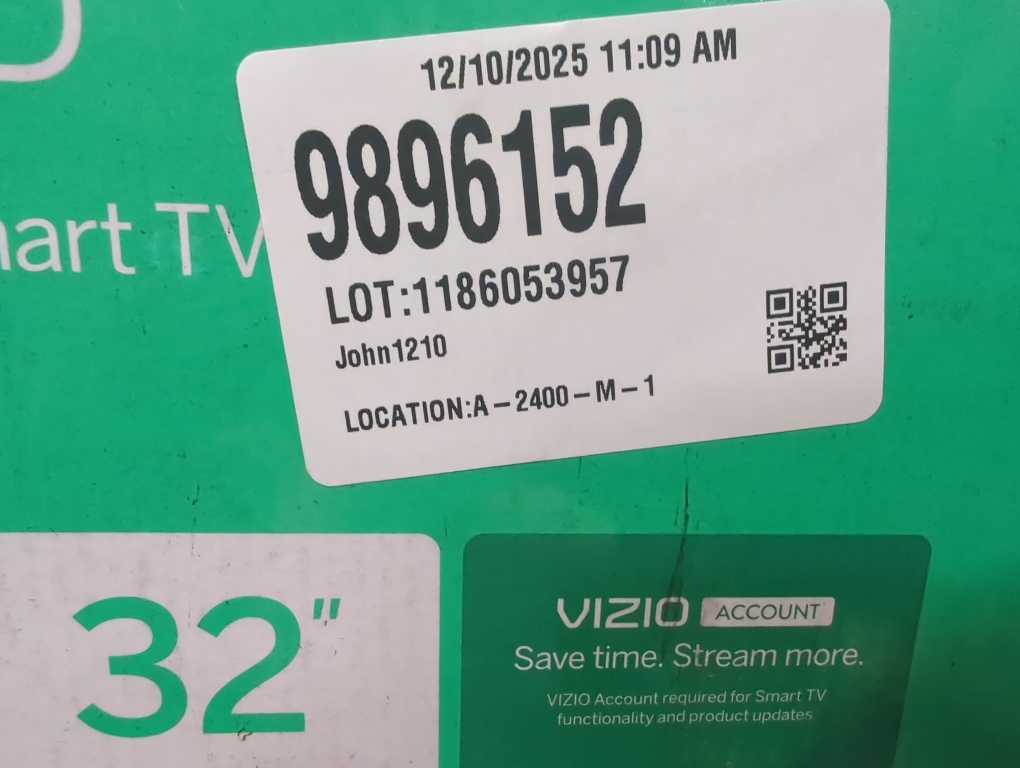 12/10/2025 11:09 AM
9896152
LOT:1186053957
John1210
LOCATION:A-2400-M-1
art TV
32"
VIZIO ACCOUNT
Save time. Stream more.
VIZIO Account required for Smart TV
functionality and product updates